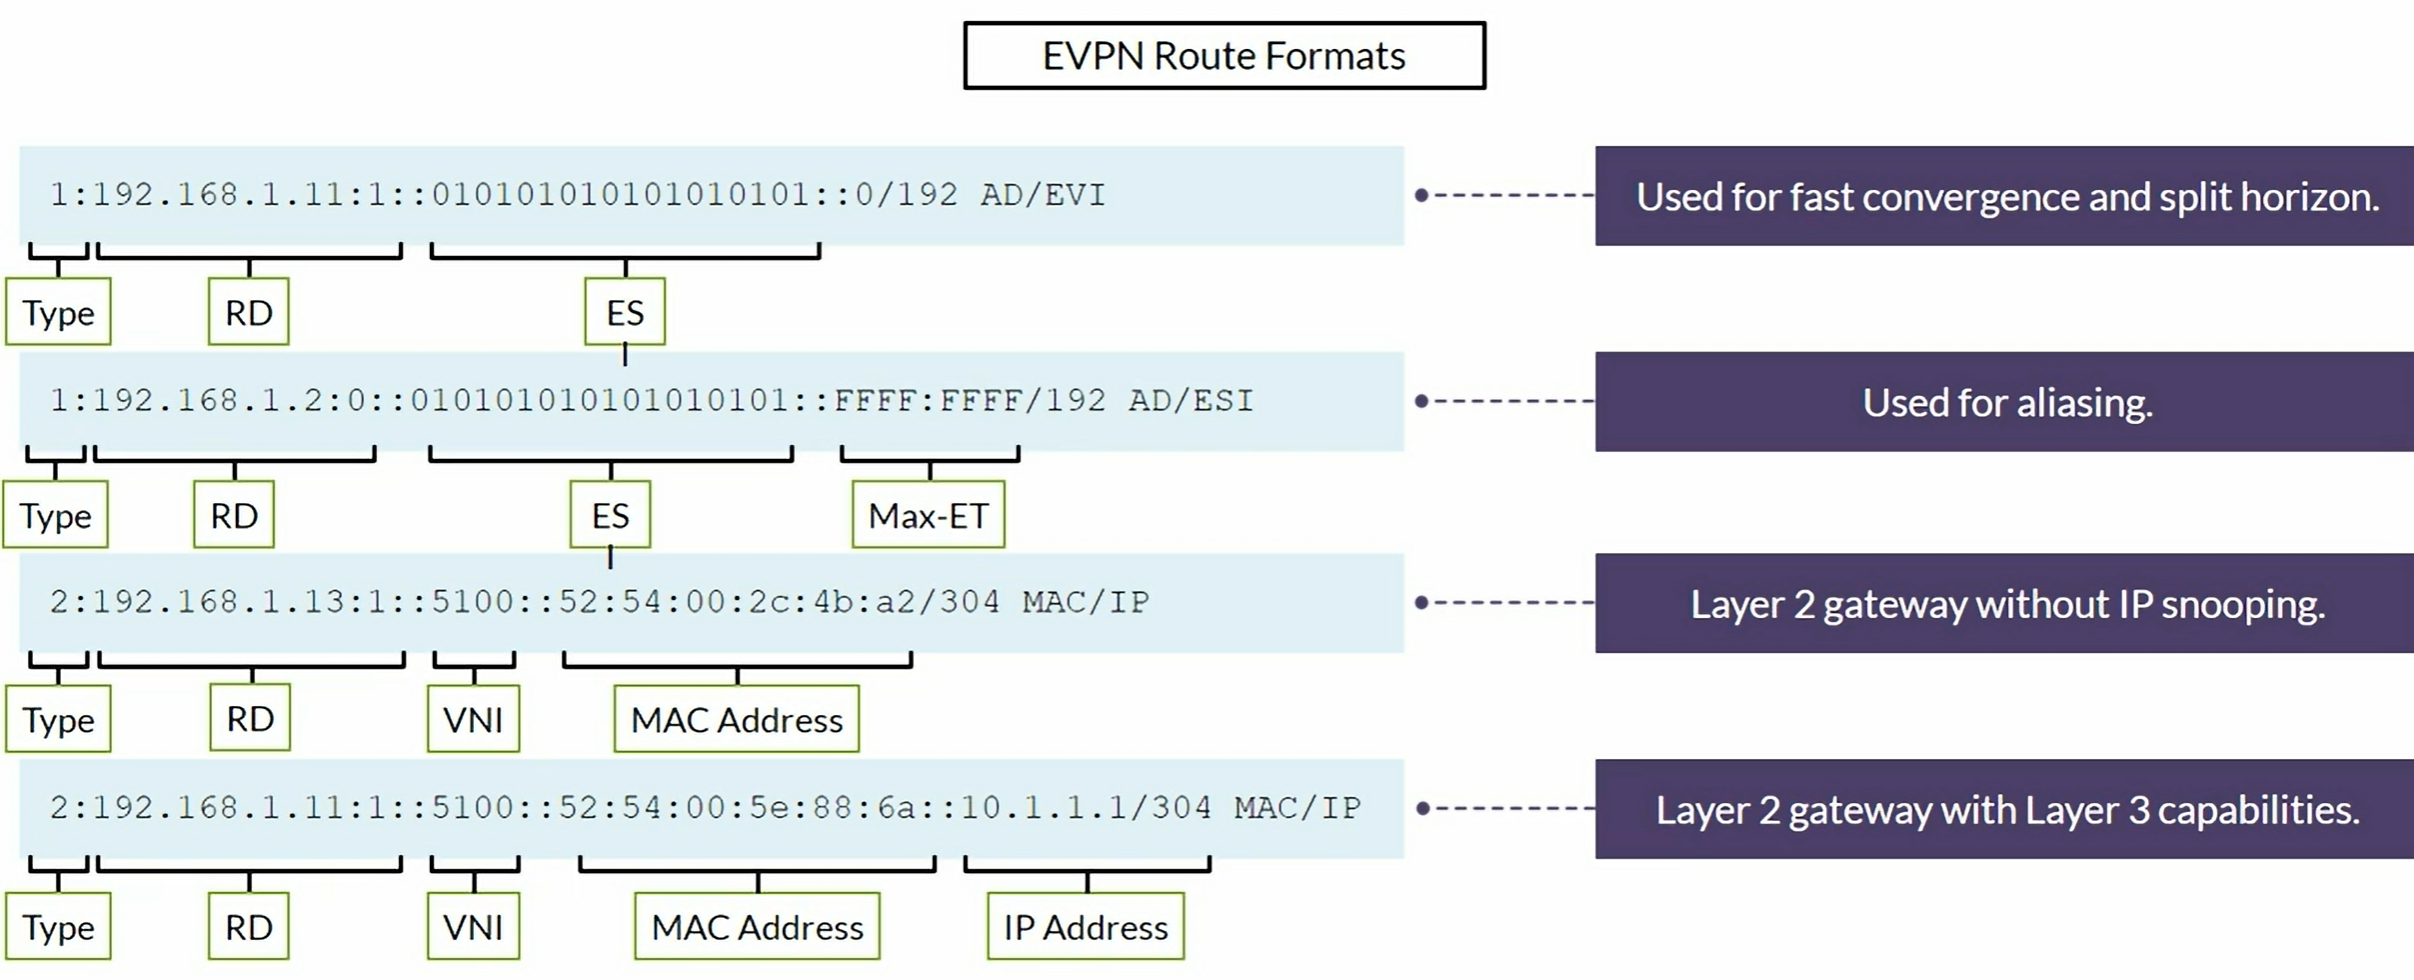 EVPN Route Formats
1:192.168.1.11:1::010101010101010101::0/192 AD/EVI
Used for fast convergence and split horizon.
Type
RD
ES
1:192.168.1.2:0::010101010101010101::FFFF:FFFF/192 AD/ESI
Used for aliasing.
Type
RD
ES
Max-ET
2:192.168.1.13:1::5100::52:54:00:2c:4b:a2/304 MAC/IP
Layer 2 gateway without IP snooping.
Type
RD
VNI
MAC Address
2:192.168.1.11:1::5100::52:54:00:5e:88:6a::10.1.1.1/304 MAC/IP
Layer 2 gateway with Layer 3 capabilities.
Type
RD
VNI
MAC Address
IP Address